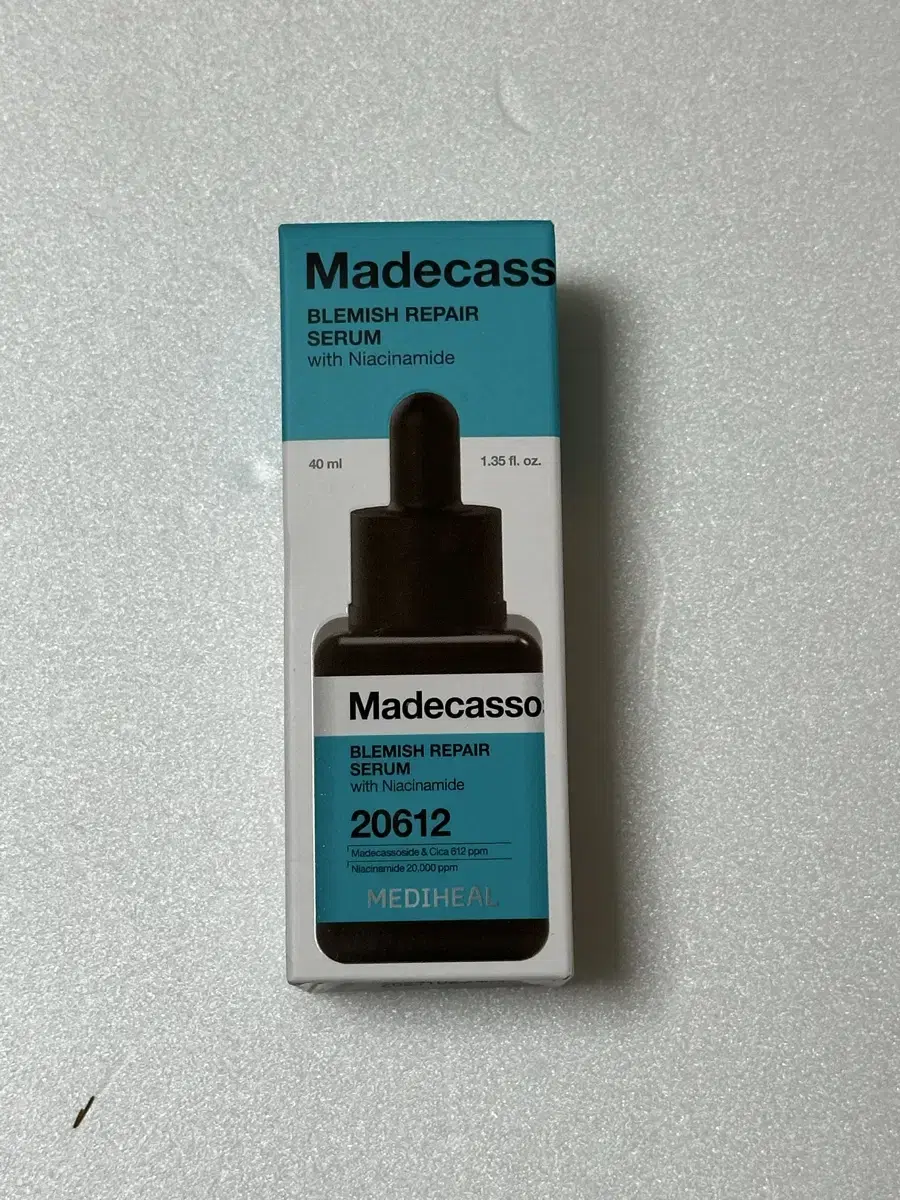 Madecass
BLEMISH REPAIR
SERUM
with Niacinamide
40 ml
1.35 fl. oz.
Madecasso
BLEMISH REPAIR
SERUM
with Niacinamide
20612
Madecassoside & Cica 612 ppm
Niacinamide 20,000 ppm
MEDIHEAL